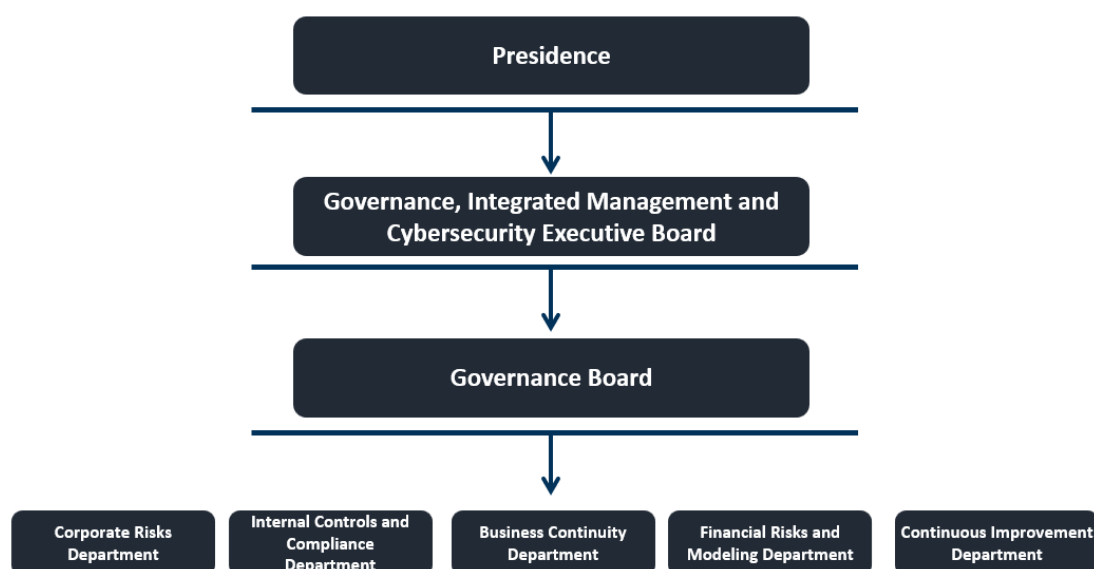 Presidence
Governance, Integrated Management and
Cybersecurity Executive Board
Governance Board
Corporate Risks
Department
Internal Controls and
Compliance
Department
Business Continuity
Department
Financial Risks and
Modeling Department
Continuous Improvement
Department